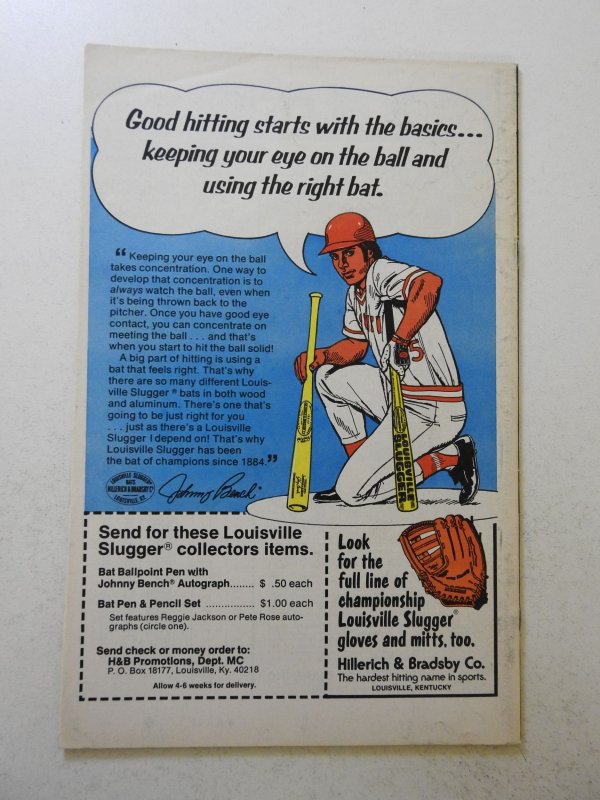 Good hitting starts with the basics...
keeping your eye on the ball and
using the right bat.
“ Keeping your eye on the ball
takes concentration. One way to
develop that concentration is to
always watch the ball, even when
it's being thrown back to the
pitcher. Once you have good eye
contact, you can concentrate on
meeting the ball . . . and that's
when you start to hit the ball solid!
A big part of hitting is using a
bat that feels right. That's why
there are so many different Louis-
ville Slugger ® bats in both wood
and aluminum. There's one that's
going to be just right for you
. . . just as there's a Louisville
Slugger I depend on! That's why
Louisville Slugger has been
the bat of champions since 1884.”
LOUISVILLE SLUGGER
BATS
HILLERICH & BRADSBY Co
LOUISVILLE, KY.
Johnny Bench
5
LOUISVILLE
SLUGGER
Send for these Louisville
Slugger® collectors items.
Bat Ballpoint Pen with
Johnny Bench® Autograph........ $ .50 each
Bat Pen & Pencil Set ................ $1.00 each
Set features Reggie Jackson or Pete Rose auto-
graphs (circle one).
Send check or money order to:
H&B Promotions, Dept. MC
P. O. Box 18177, Louisville, Ky. 40218
Allow 4-6 weeks for delivery.
Look
for the
full line of
championship
Louisville Slugger®
gloves and mitts, too.
Hillerich & Bradsby Co.
The hardest hitting name in sports.
LOUISVILLE, KENTUCKY